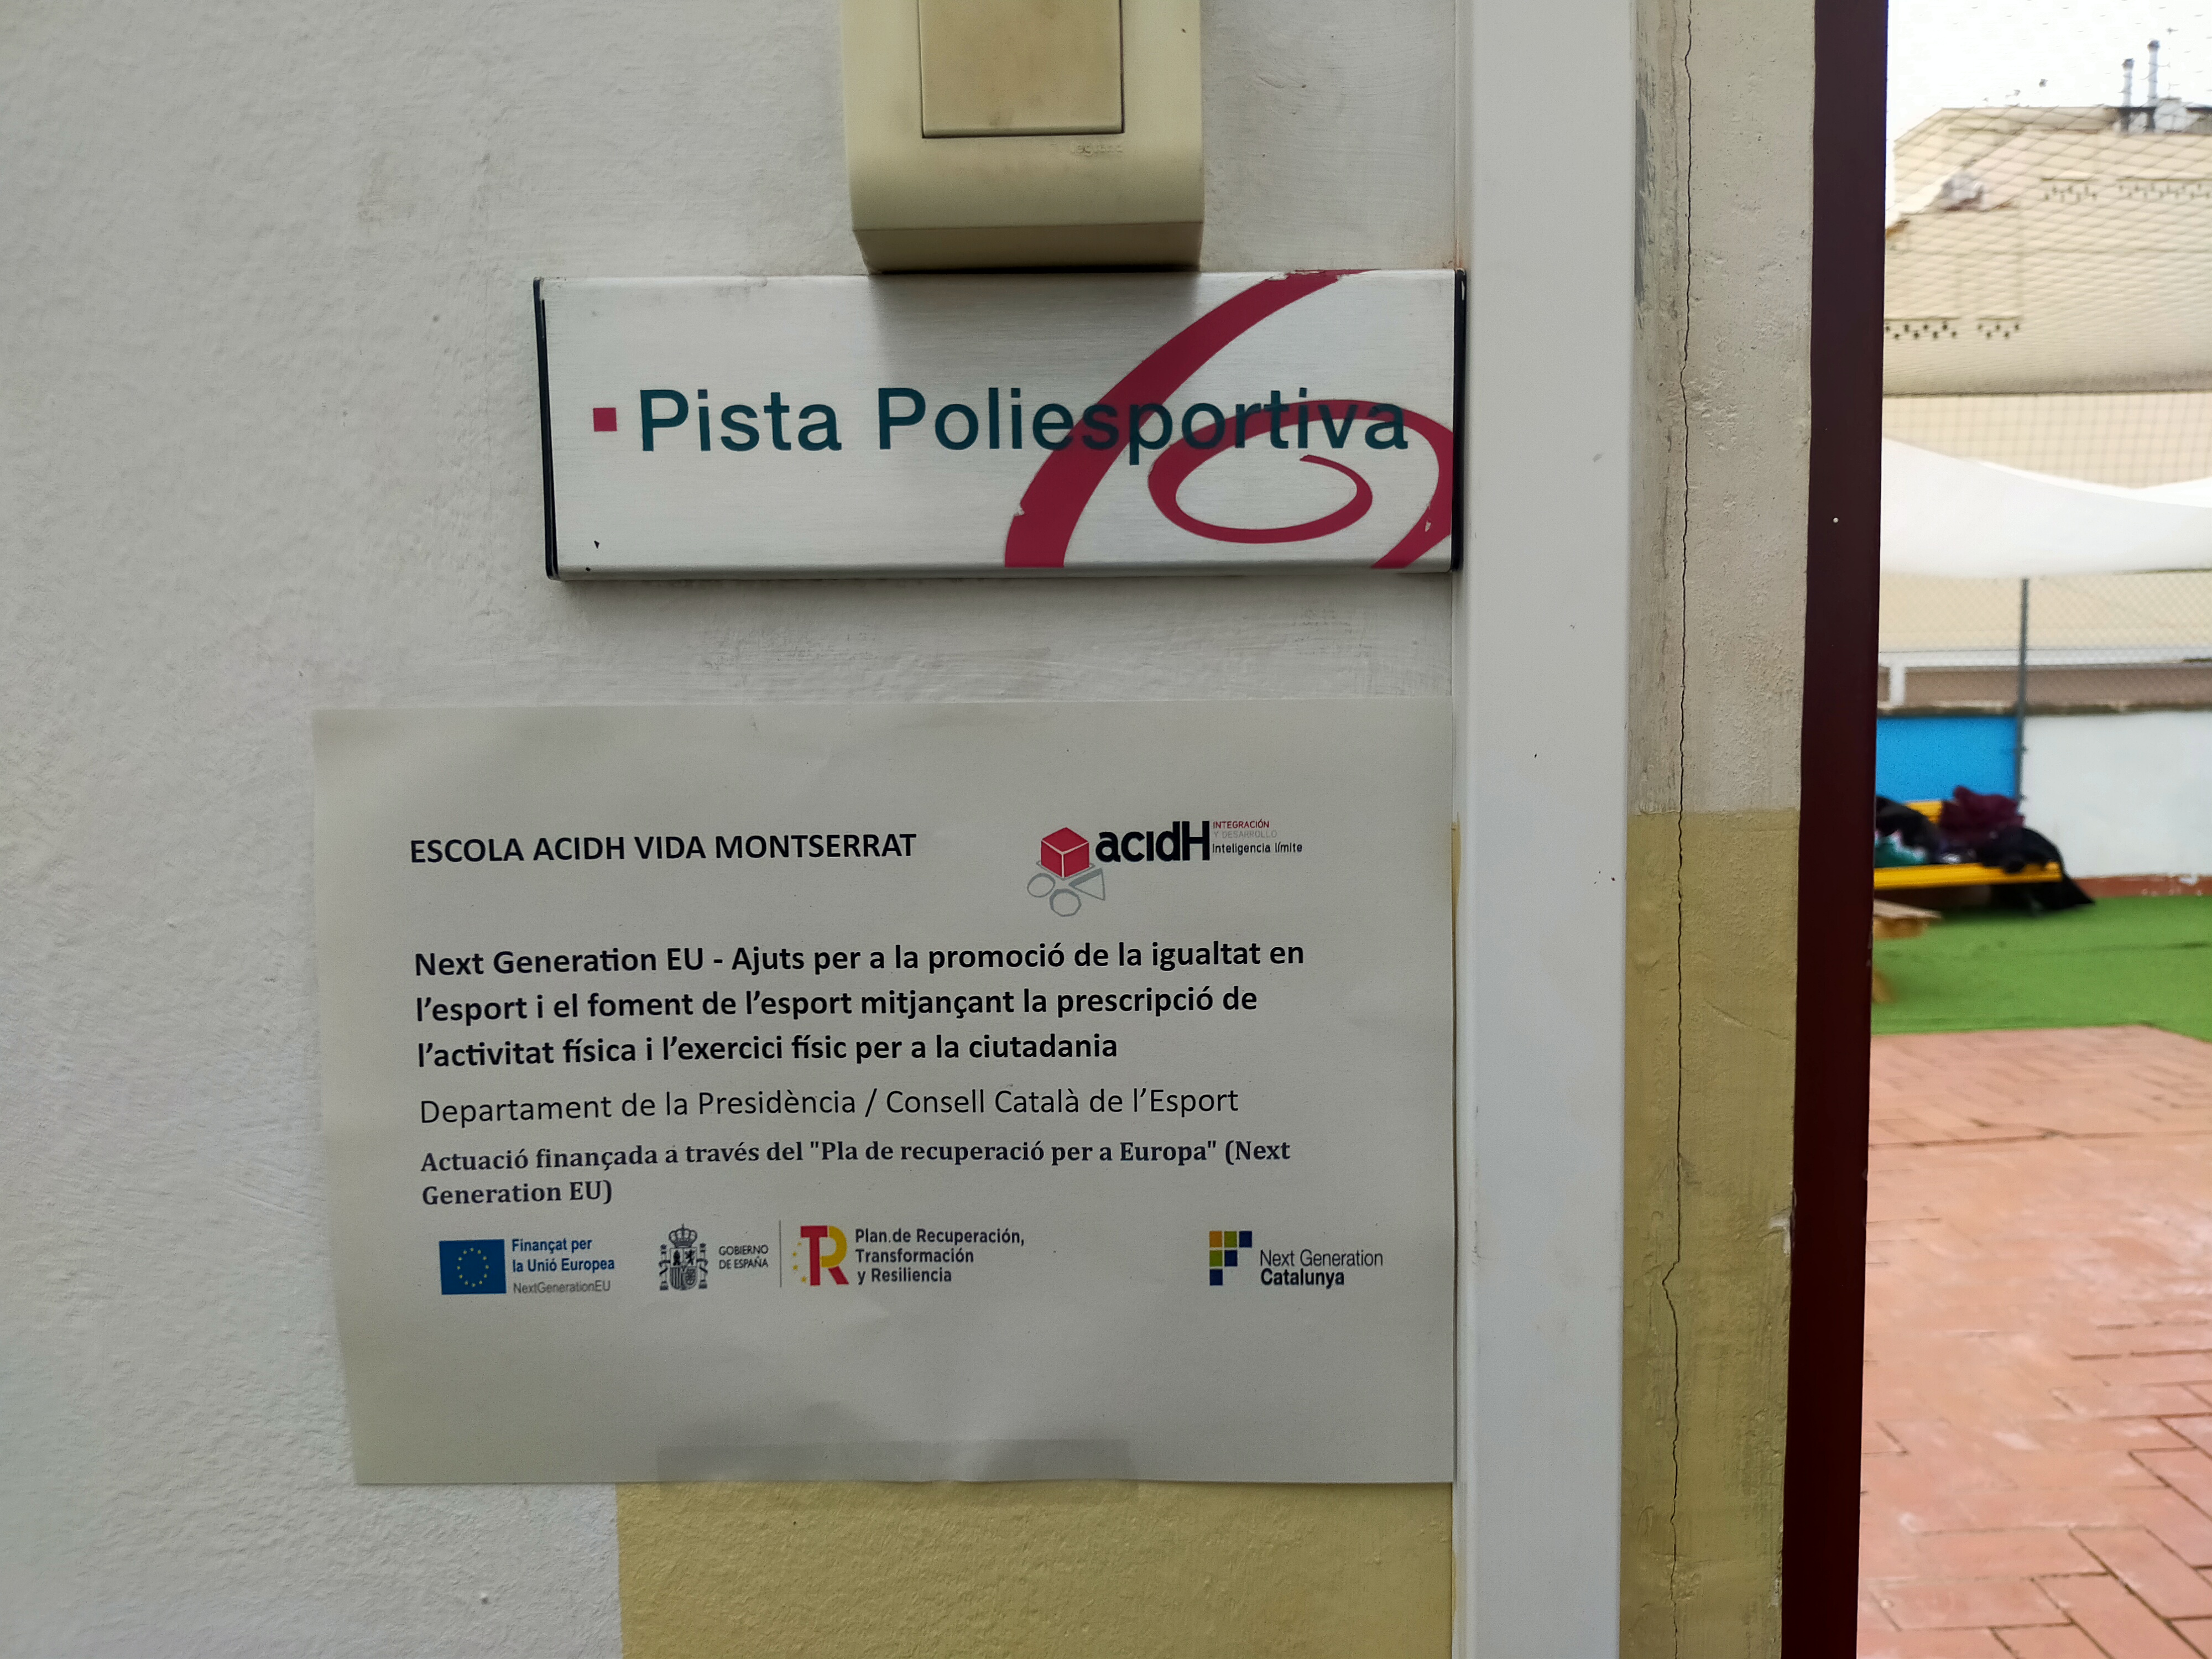 Pista Poliesportiva
ESCOLA ACIDH VIDA MONTSERRAT
acidH
INTEGRACIÓN
Y DESARROLLO
Inteligencia límite
Next Generation EU - Ajuts per a la promoció de la igualtat en
l'esport i el foment de l'esport mitjançant la prescripció de
l'activitat física i l'exercici físic per a la ciutadania
Departament de la Presidència / Consell Català de l'Esport
Actuació finançada a través del "Pla de recuperació per a Europa" (Next
Generation EU)
Finançat per
la Unió Europea
NextGenerationEU
GOBIERNO
DE ESPAÑA
Plan de Recuperación,
Transformación
y Resiliencia
Next Generation
Catalunya